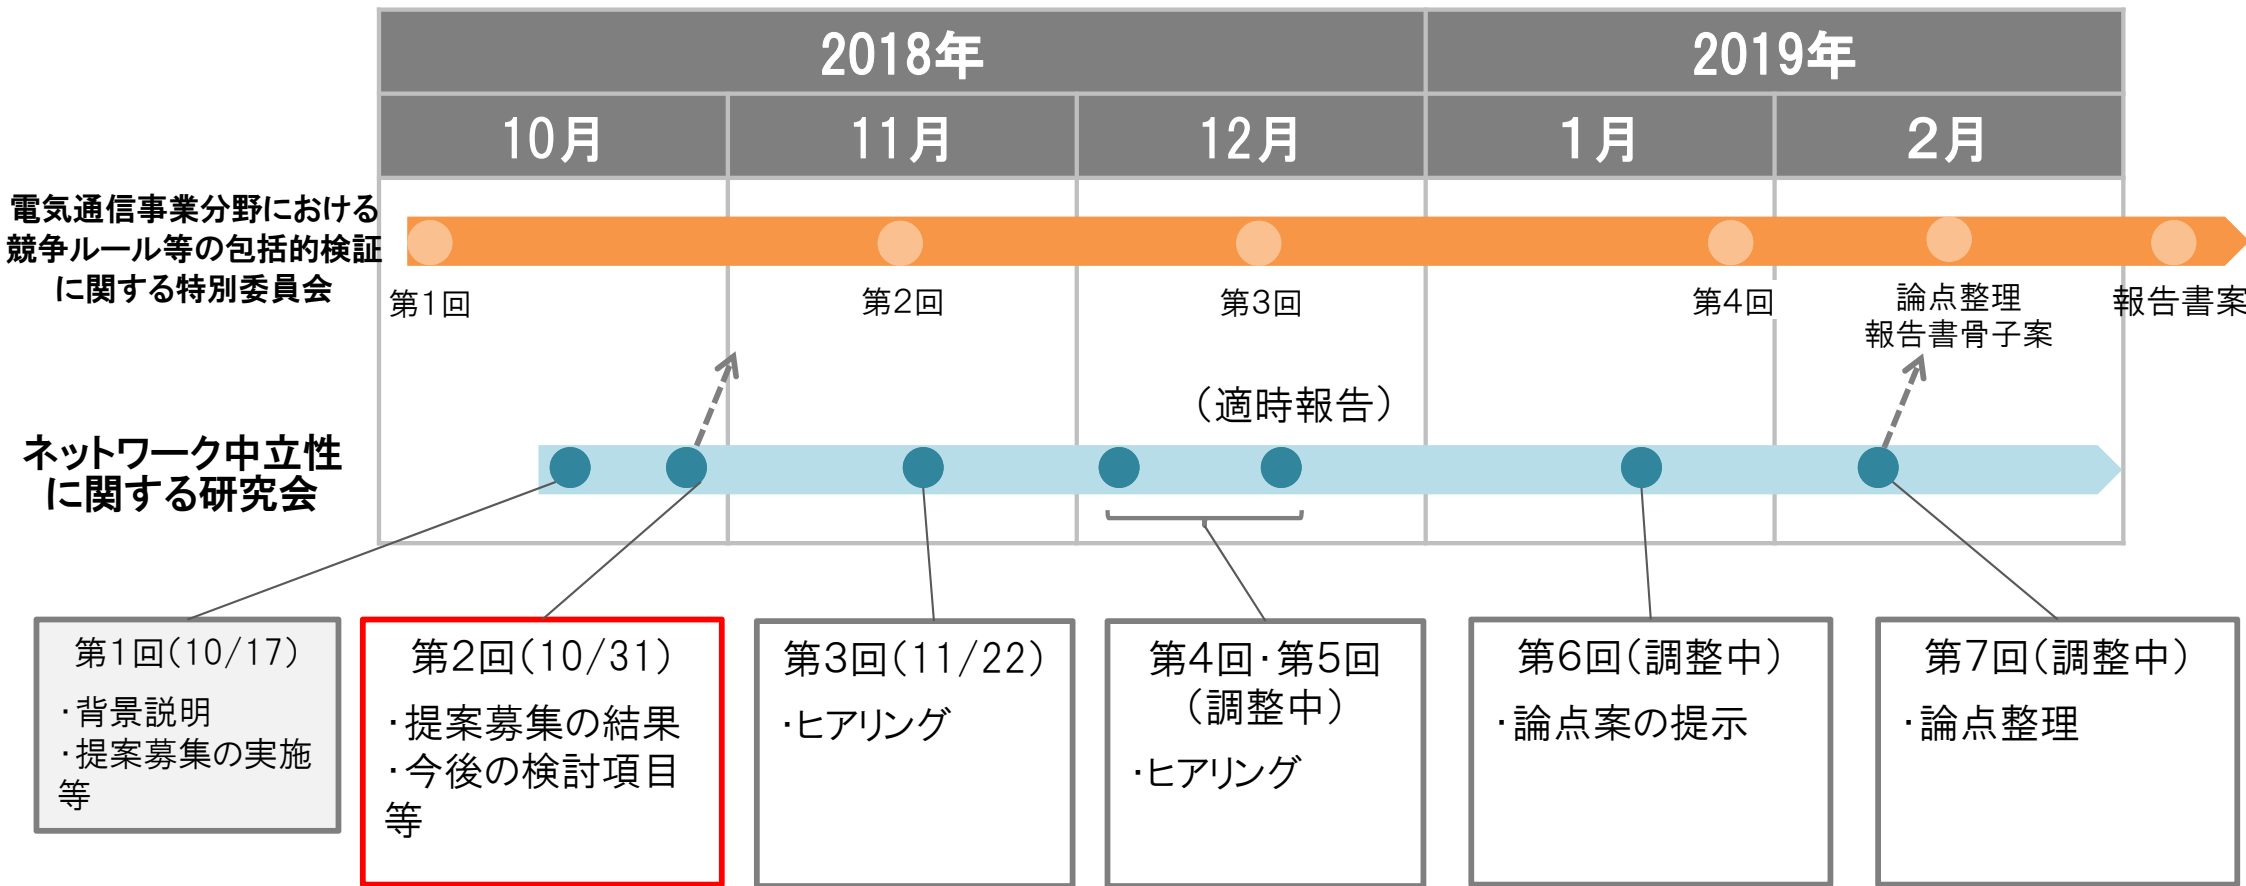 2018年
2019年
10月
11月
12月
1月
2月
電気通信事業分野における
競争ルール等の包括的検証
に関する特別委員会
第1回
第2回
第3回
第4回
論点整理
報告書骨子案
報告書案
(適時報告)
ネットワーク中立性
に関する研究会
第1回(10/17)
・背景説明
・提案募集の実施
等
第2回(10/31)
・提案募集の結果
・今後の検討項目
等
第3回(11/22)
・ヒアリング
第4回・第5回
(調整中)
・ヒアリング
第6回(調整中)
・論点案の提示
第7回(調整中)
・論点整理